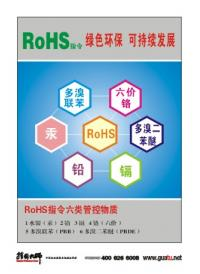 RoHS指令 绿色环保 可持续发展
多溴联苯
六价铬
汞
RoHS
多溴二苯醚
铅
镉
RoHS指令六类管控物质
1 水银（汞）2 铅 3 镉 4 铬（六价）
5 多溴联苯（PBB）6 多溴二苯醚（PBDE）
400 626 6008
www.guatu.net